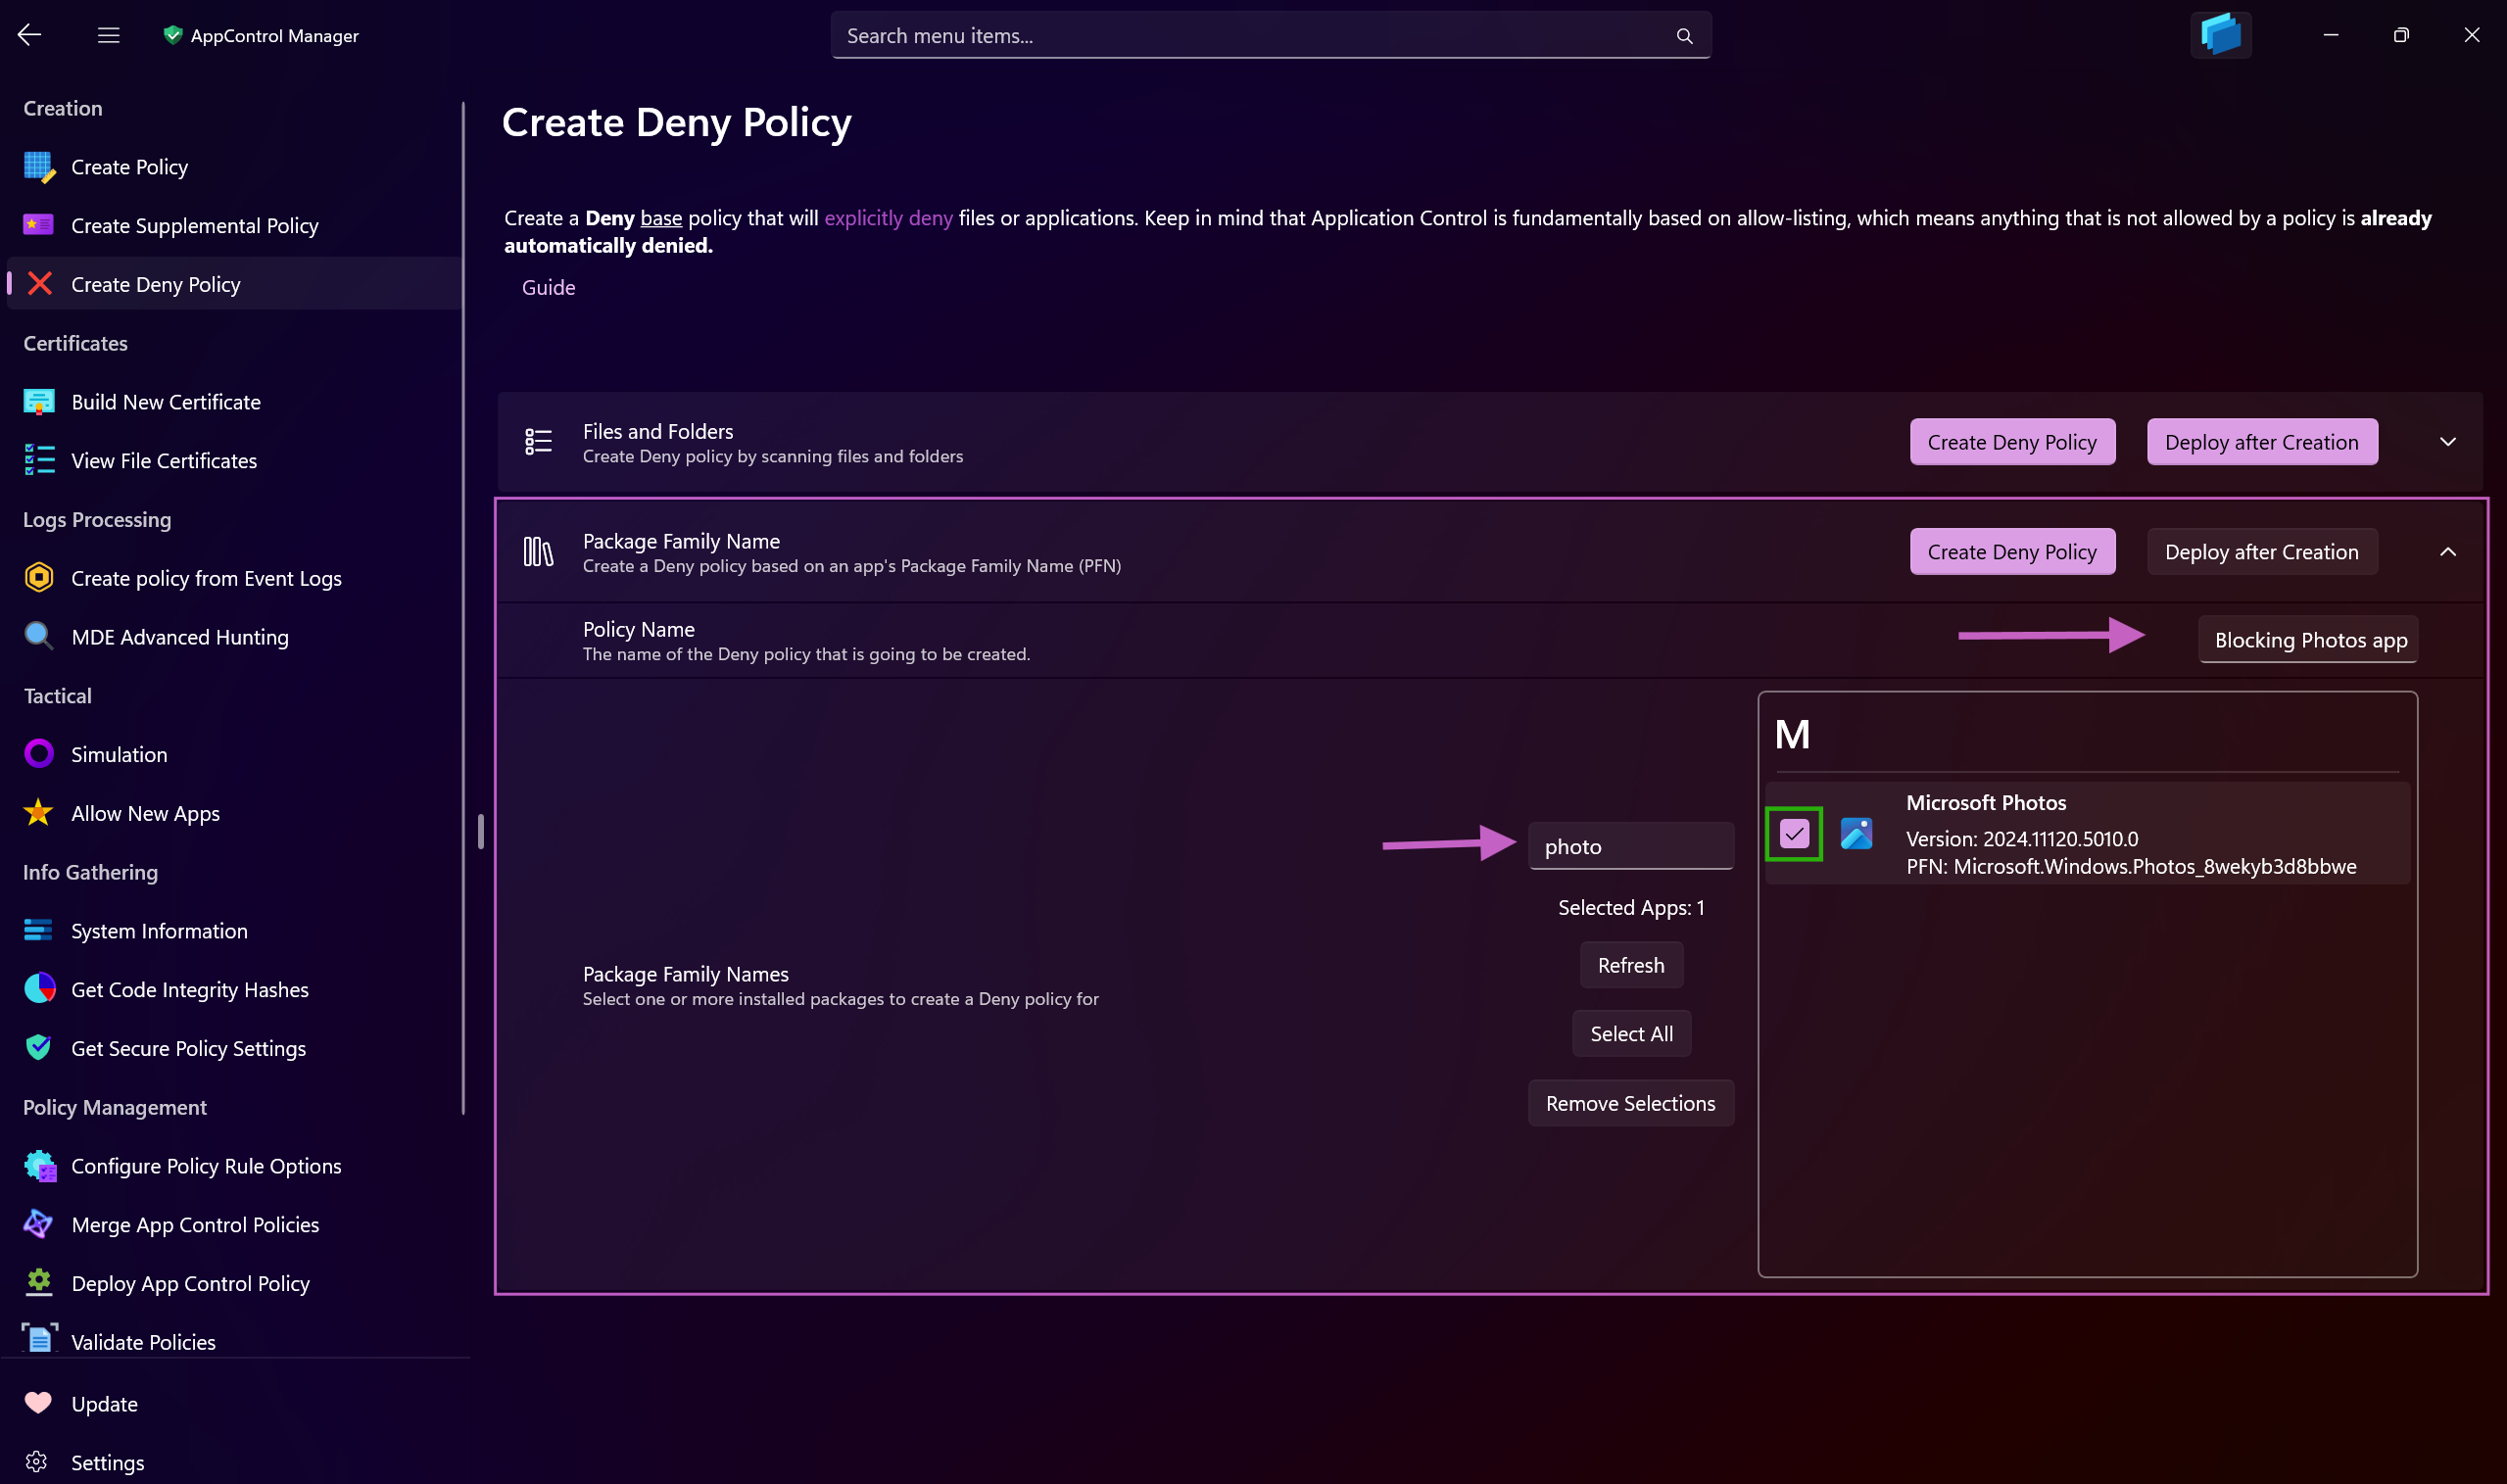 AppControl Manager
Search menu items...
Creation
Create Policy
Create Supplemental Policy
Create Deny Policy
Certificates
Build New Certificate
View File Certificates
Logs Processing
Create policy from Event Logs
MDE Advanced Hunting
Tactical
Simulation
Allow New Apps
Info Gathering
System Information
Get Code Integrity Hashes
Get Secure Policy Settings
Policy Management
Configure Policy Rule Options
Merge App Control Policies
Deploy App Control Policy
Validate Policies
Update
Settings
Create Deny Policy
Create a Deny base policy that will explicitly deny files or applications. Keep in mind that Application Control is fundamentally based on allow-listing, which means anything that is not allowed by a policy is already
automatically denied.
Guide
Files and Folders
Create Deny policy by scanning files and folders
Create Deny Policy
Deploy after Creation
Package Family Name
Create a Deny policy based on an app's Package Family Name (PFN)
Create Deny Policy
Deploy after Creation
Policy Name
The name of the Deny policy that is going to be created.
Blocking Photos app
Package Family Names
Select one or more installed packages to create a Deny policy for
photo
Selected Apps: 1
Refresh
Select All
Remove Selections
M
Microsoft Photos
Version: 2024.11120.5010.0
PFN: Microsoft.Windows.Photos_8wekyb3d8bbwe